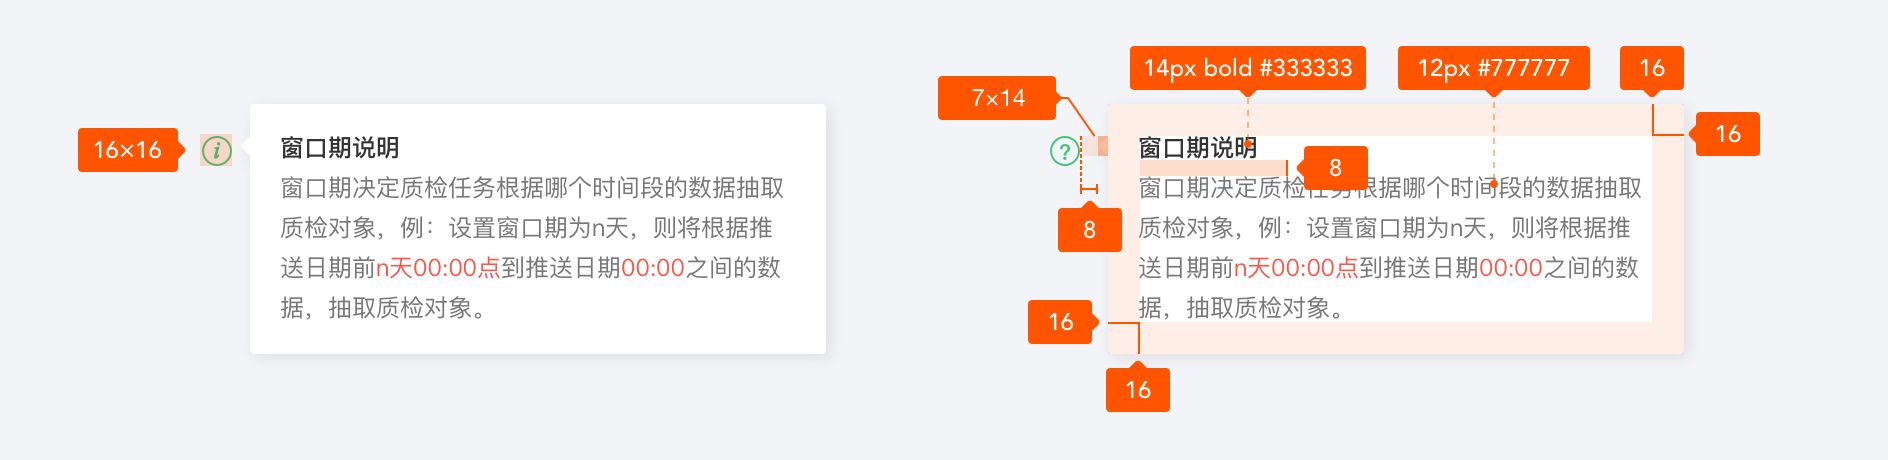 16×16
i
窗口期说明
窗口期决定质检任务根据哪个时间段的数据抽取
质检对象，例：设置窗口期为n天，则将根据推
送日期前n天00:00点到推送日期00:00之间的数
据，抽取质检对象。
14px bold #333333
12px #777777
16
7×14
16
?
窗口期说明
8
窗口期决定质检任务根据哪个时间段的数据抽取
8
质检对象，例：设置窗口期为n天，则将根据推
送日期前n天00:00点到推送日期00:00之间的数
据，抽取质检对象。
16
16